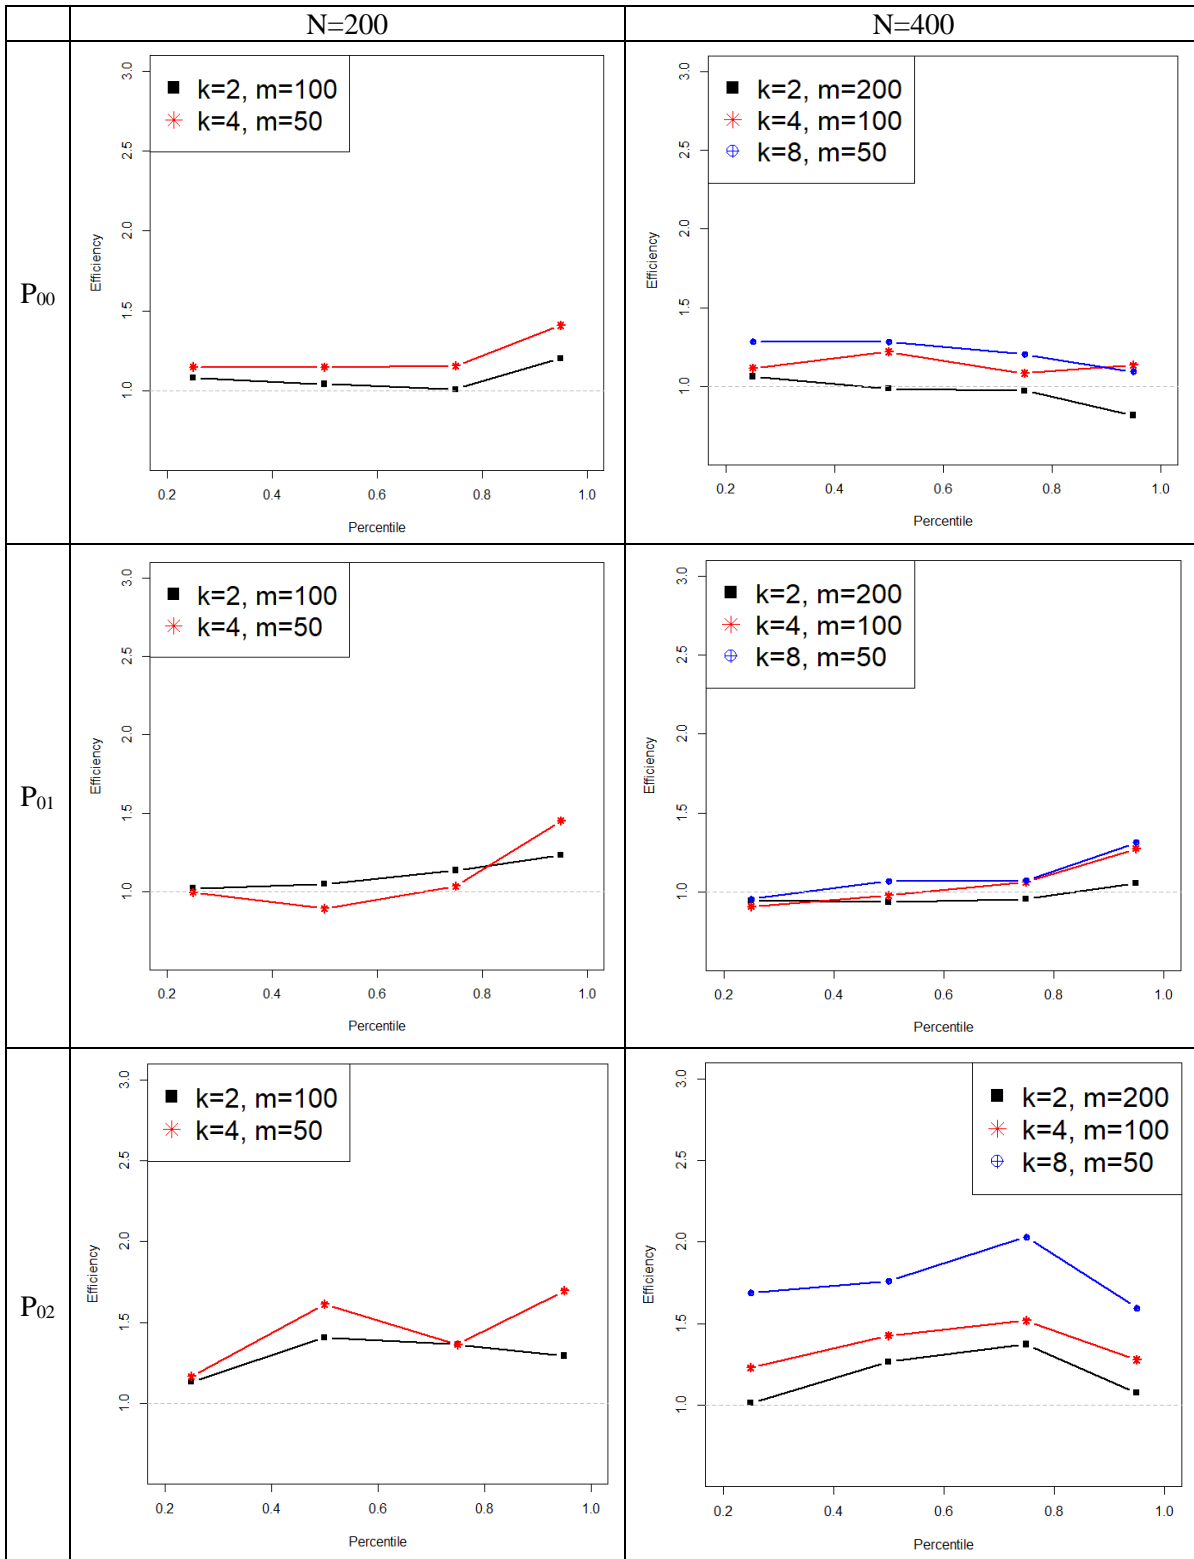 N=200
N=400
P00
k=2, m=100
k=4, m=50
Efficiency
3.0
2.5
2.0
1.5
1.0
0.2 0.4 0.6 0.8 1.0
Percentile
k=2, m=200
k=4, m=100
k=8, m=50
Efficiency
3.0
2.5
2.0
1.5
1.0
0.2 0.4 0.6 0.8 1.0
Percentile
P01
k=2, m=100
k=4, m=50
Efficiency
3.0
2.5
2.0
1.5
1.0
0.2 0.4 0.6 0.8 1.0
Percentile
k=2, m=200
k=4, m=100
k=8, m=50
Efficiency
3.0
2.5
2.0
1.5
1.0
0.2 0.4 0.6 0.8 1.0
Percentile
P02
k=2, m=100
k=4, m=50
Efficiency
3.0
2.5
2.0
1.5
1.0
0.2 0.4 0.6 0.8 1.0
Percentile
k=2, m=200
k=4, m=100
k=8, m=50
Efficiency
3.0
2.5
2.0
1.5
1.0
0.2 0.4 0.6 0.8 1.0
Percentile